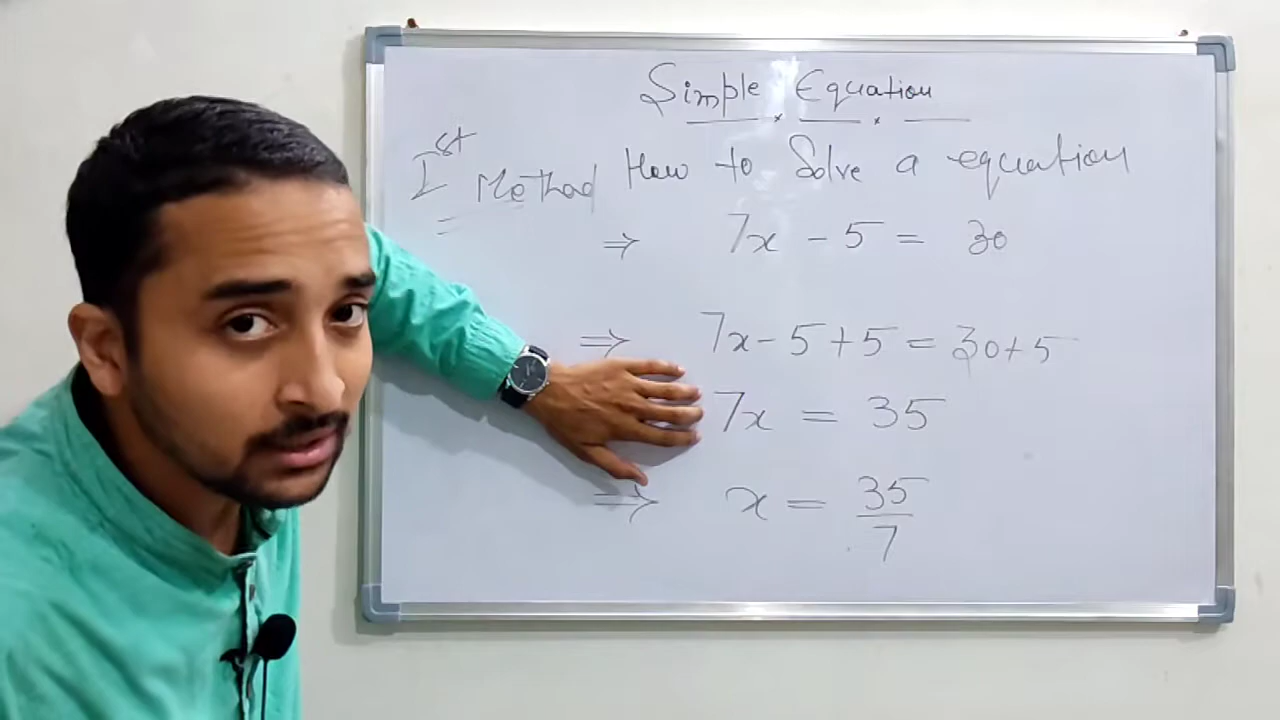 Simple Equation
Ist Method How to Solve a equation
⇒ 7x - 5 = 30
⇒ 7x - 5 + 5 = 30 + 5
7x = 35
⇒ x = 35/7